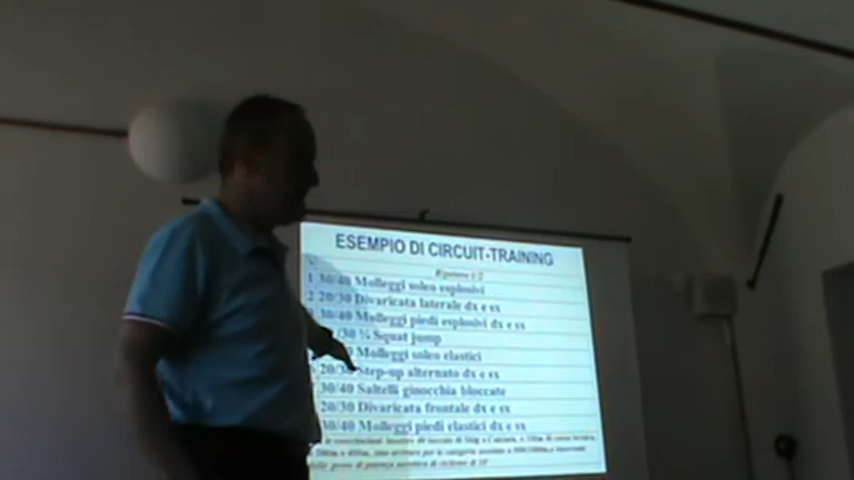 ESEMPIO DI CIRCUIT-TRAINING
Ripetere 1/2
1 30/40 Molleggi soleo esplosivi
2 20/30 Divaricata laterale dx e sx
30/40 Molleggi piedi esplosivi dx e sx
/30 ½ Squat jump
Molleggi soleo elastici
20/30 Step-up alternato dx e sx
30/40 Saltelli ginocchia bloccate
20/30 Divaricata frontale dx e sx
30/40 Molleggi piedi elastici dx e sx